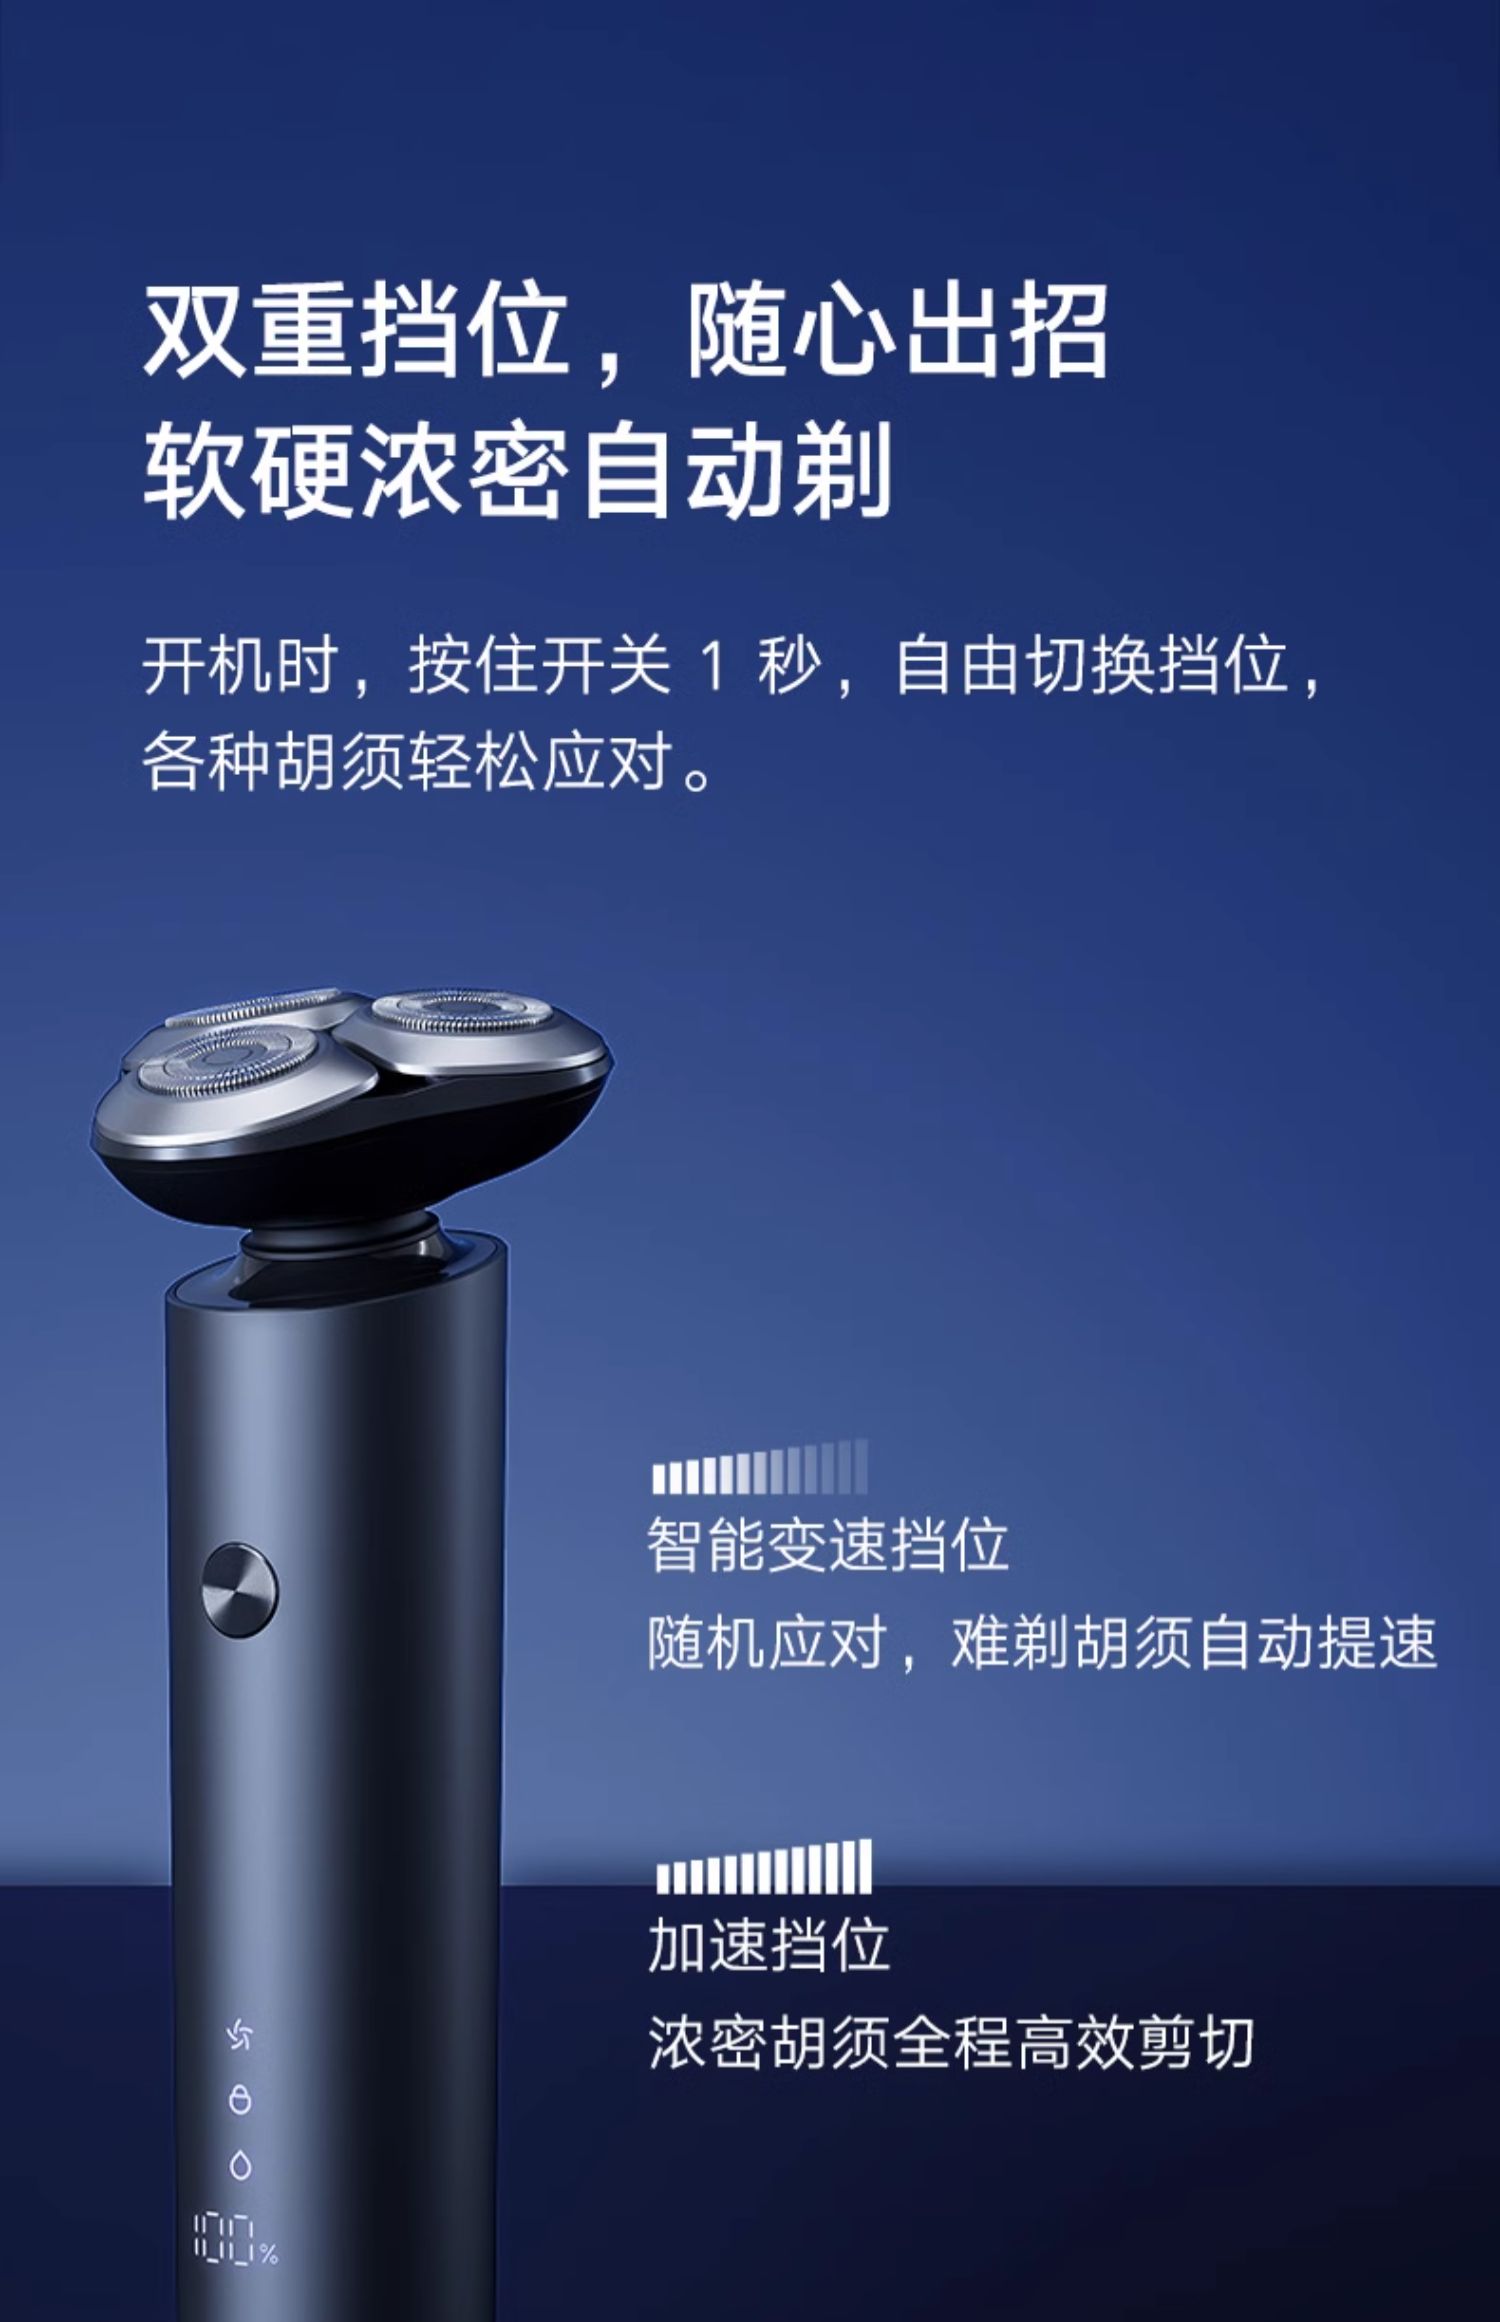 双重挡位，随心出招
软硬浓密自动剃
开机时，按住开关 1 秒，自由切换挡位，
各种胡须轻松应对。
智能变速挡位
随机应对，难剃胡须自动提速
加速挡位
浓密胡须全程高效剪切
100%